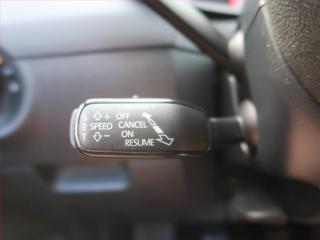 S ⇧+ OFF
E SPEED CANCEL
T ⇩− ON
RESUME